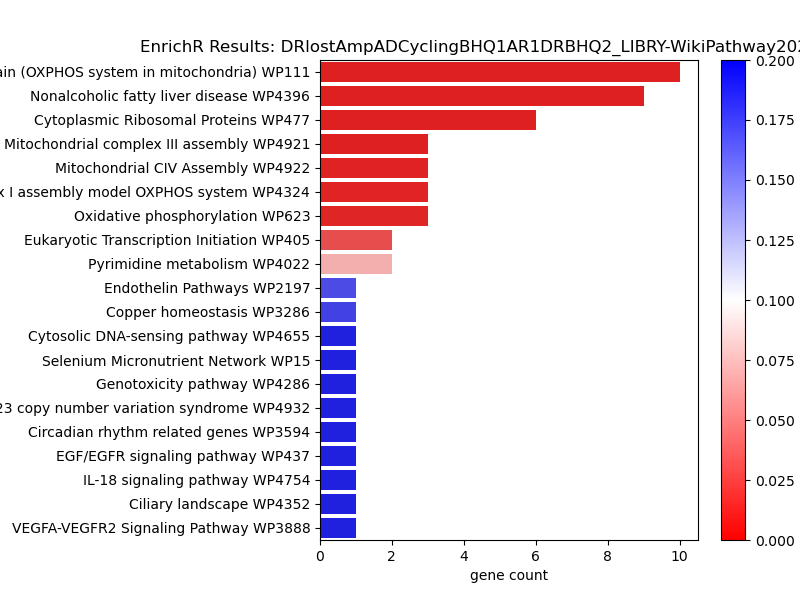 EnrichR Results: DRlostAmpADCyclingBHQ1AR1DRBHQ2_LIBRY-WikiPathway202
ain (OXPHOS system in mitochondria) WP111
Nonalcoholic fatty liver disease WP4396
Cytoplasmic Ribosomal Proteins WP477
Mitochondrial complex III assembly WP4921
Mitochondrial CIV Assembly WP4922
x I assembly model OXPHOS system WP4324
Oxidative phosphorylation WP623
Eukaryotic Transcription Initiation WP405
Pyrimidine metabolism WP4022
Endothelin Pathways WP2197
Copper homeostasis WP3286
Cytosolic DNA-sensing pathway WP4655
Selenium Micronutrient Network WP15
Genotoxicity pathway WP4286
23 copy number variation syndrome WP4932
Circadian rhythm related genes WP3594
EGF/EGFR signaling pathway WP437
IL-18 signaling pathway WP4754
Ciliary landscape WP4352
VEGFA-VEGFR2 Signaling Pathway WP3888
0 2 4 6 8 10
gene count
0.200
0.175
0.150
0.125
0.100
0.075
0.050
0.025
0.000